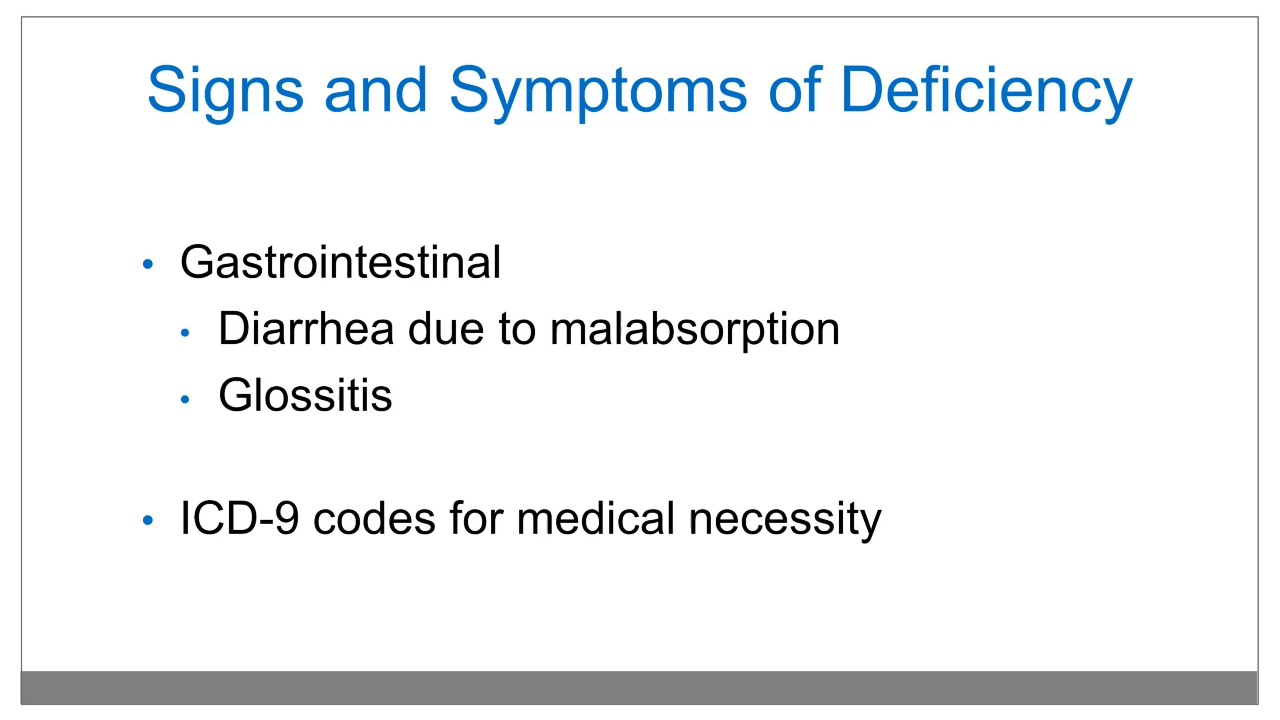 Signs and Symptoms of Deficiency
• Gastrointestinal
• Diarrhea due to malabsorption
• Glossitis
• ICD-9 codes for medical necessity